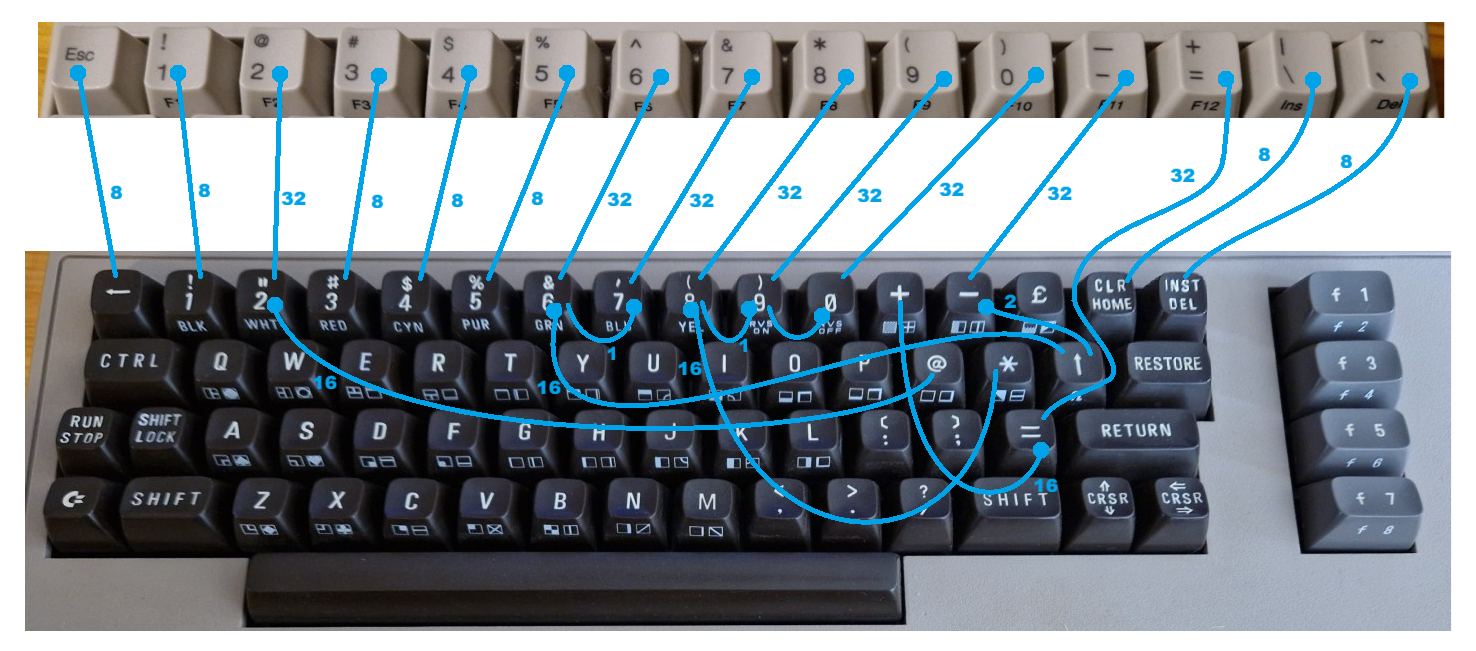 Esc ! @ # $ % ^ & * ( ) — + | ~
1 2 3 4 5 6 7 8 9 0 - = \ `
F1 F2 F3 F4 F5 F6 F7 F8 F9 F10 F11 F12 Ins Del
8 8 32 8 8 8 32 32 32 32 32 32 32 8 8
← ! " # $ % & ' ( ) 0 + − £ CLR HOME INST DEL f 1
1 2 3 4 5 6 7 8 9 2 f 2
BLK WHT RED CYN PUR GRN BLU YEL RVS ON RVS OFF
1 1
CTRL Q W E R T Y U I O P @ * ↑ RESTORE f 3
16 16 16 π f 4
RUN STOP SHIFT LOCK A S D F G H J K L [ : ] ; = RETURN f 5
f 6
16
C= SHIFT Z X C V B N M < , > . ? / SHIFT ⇑ CRSR ⇓ ⇐ CRSR ⇒ f 7
f 8